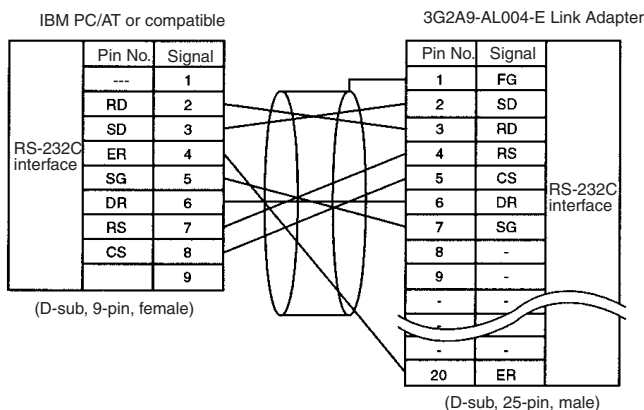 IBM PC/AT or compatible
Pin No. Signal
--- 1
RD 2
SD 3
ER 4
SG 5
DR 6
RS 7
CS 8
9
RS-232C
interface
(D-sub, 9-pin, female)
3G2A9-AL004-E Link Adapter
Pin No. Signal
1 FG
2 SD
3 RD
4 RS
5 CS
6 DR
7 SG
8 -
9 -
- -
- -
- -
20 ER
RS-232C
interface
(D-sub, 25-pin, male)